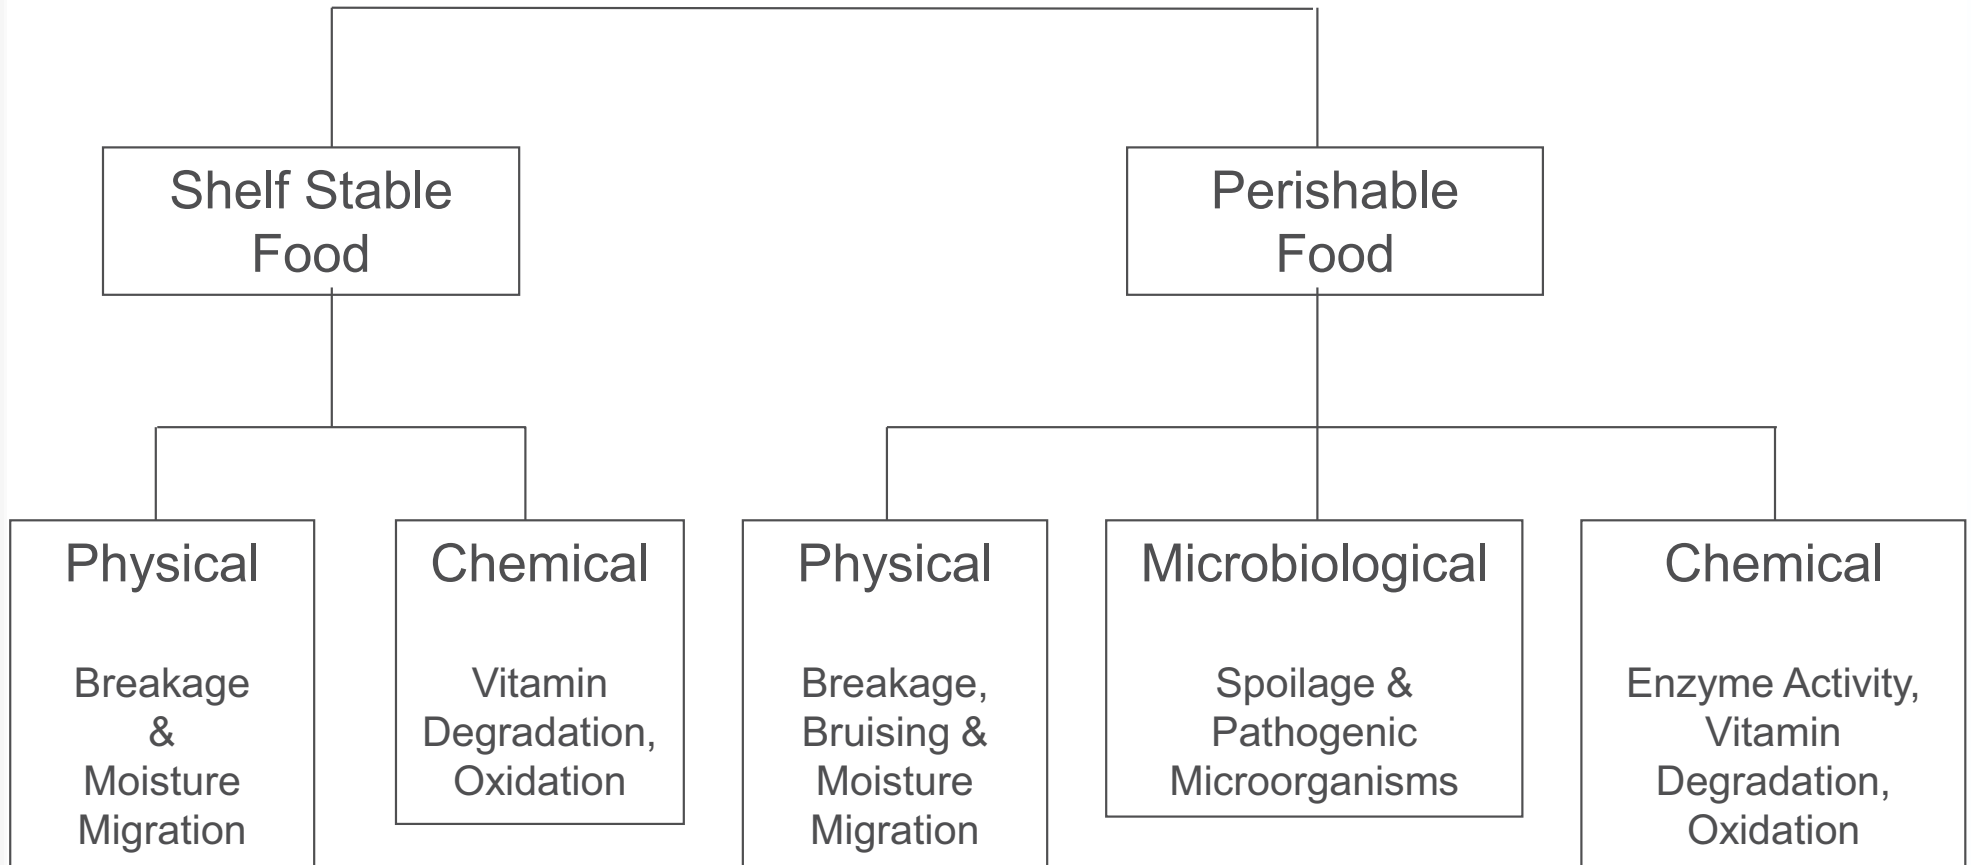 Shelf Stable
Food
Perishable
Food
Physical
Breakage
&
Moisture
Migration
Chemical
Vitamin
Degradation,
Oxidation
Physical
Breakage,
Bruising &
Moisture
Migration
Microbiological
Spoilage &
Pathogenic
Microorganisms
Chemical
Enzyme Activity,
Vitamin
Degradation,
Oxidation